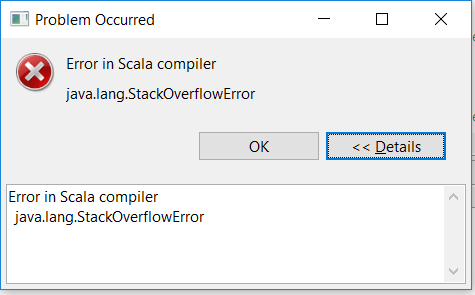 Problem Occurred
Error in Scala compiler
java.lang.StackOverflowError
OK
<< Details
Error in Scala compiler
java.lang.StackOverflowError